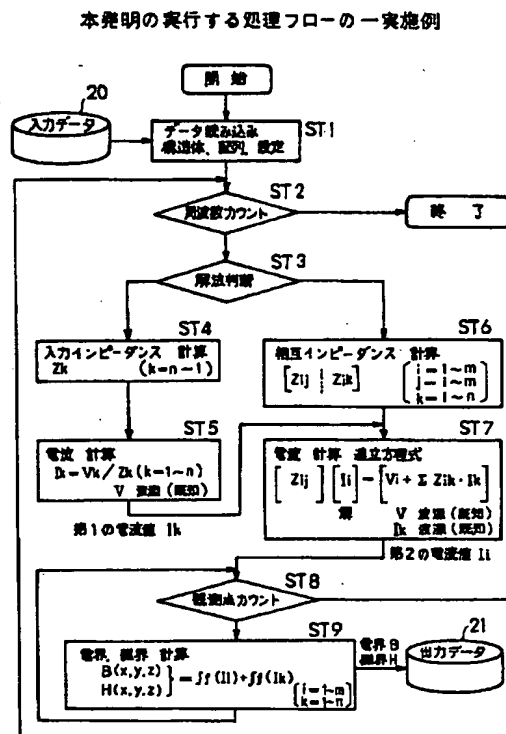 本発明の実行する処理フローの一実施例
開始
20
入力データ
ST1
データ読み込み
構造体、配列、設定
ST2
周波数カウント
終了
ST3
解法判断
ST4
入力インピーダンス 計算
Zk (k=n~1)
ST6
相互インピーダンス 計算
[Zij | Zik]
i=1~m
j=i~m
k=1~n
ST5
電波 計算
Ik=Vk/Zk(k=1~n)
V 波源(既知)
第1の電波値 Ik
ST7
電波 計算 連立方程式
[Zij][Ii]=[Vi+Σ Zik・Ik]
解 V 波源(既知)
Ik 波源(既知)
第2の電波値 Ii
ST8
観測点カウント
ST9
電界、磁界 計算
B(x,y,z)
H(x,y,z)
=∫f(Ii)+∫f(Ik)
i=1~m
k=1~n
電界B
磁界H
21
出力データ